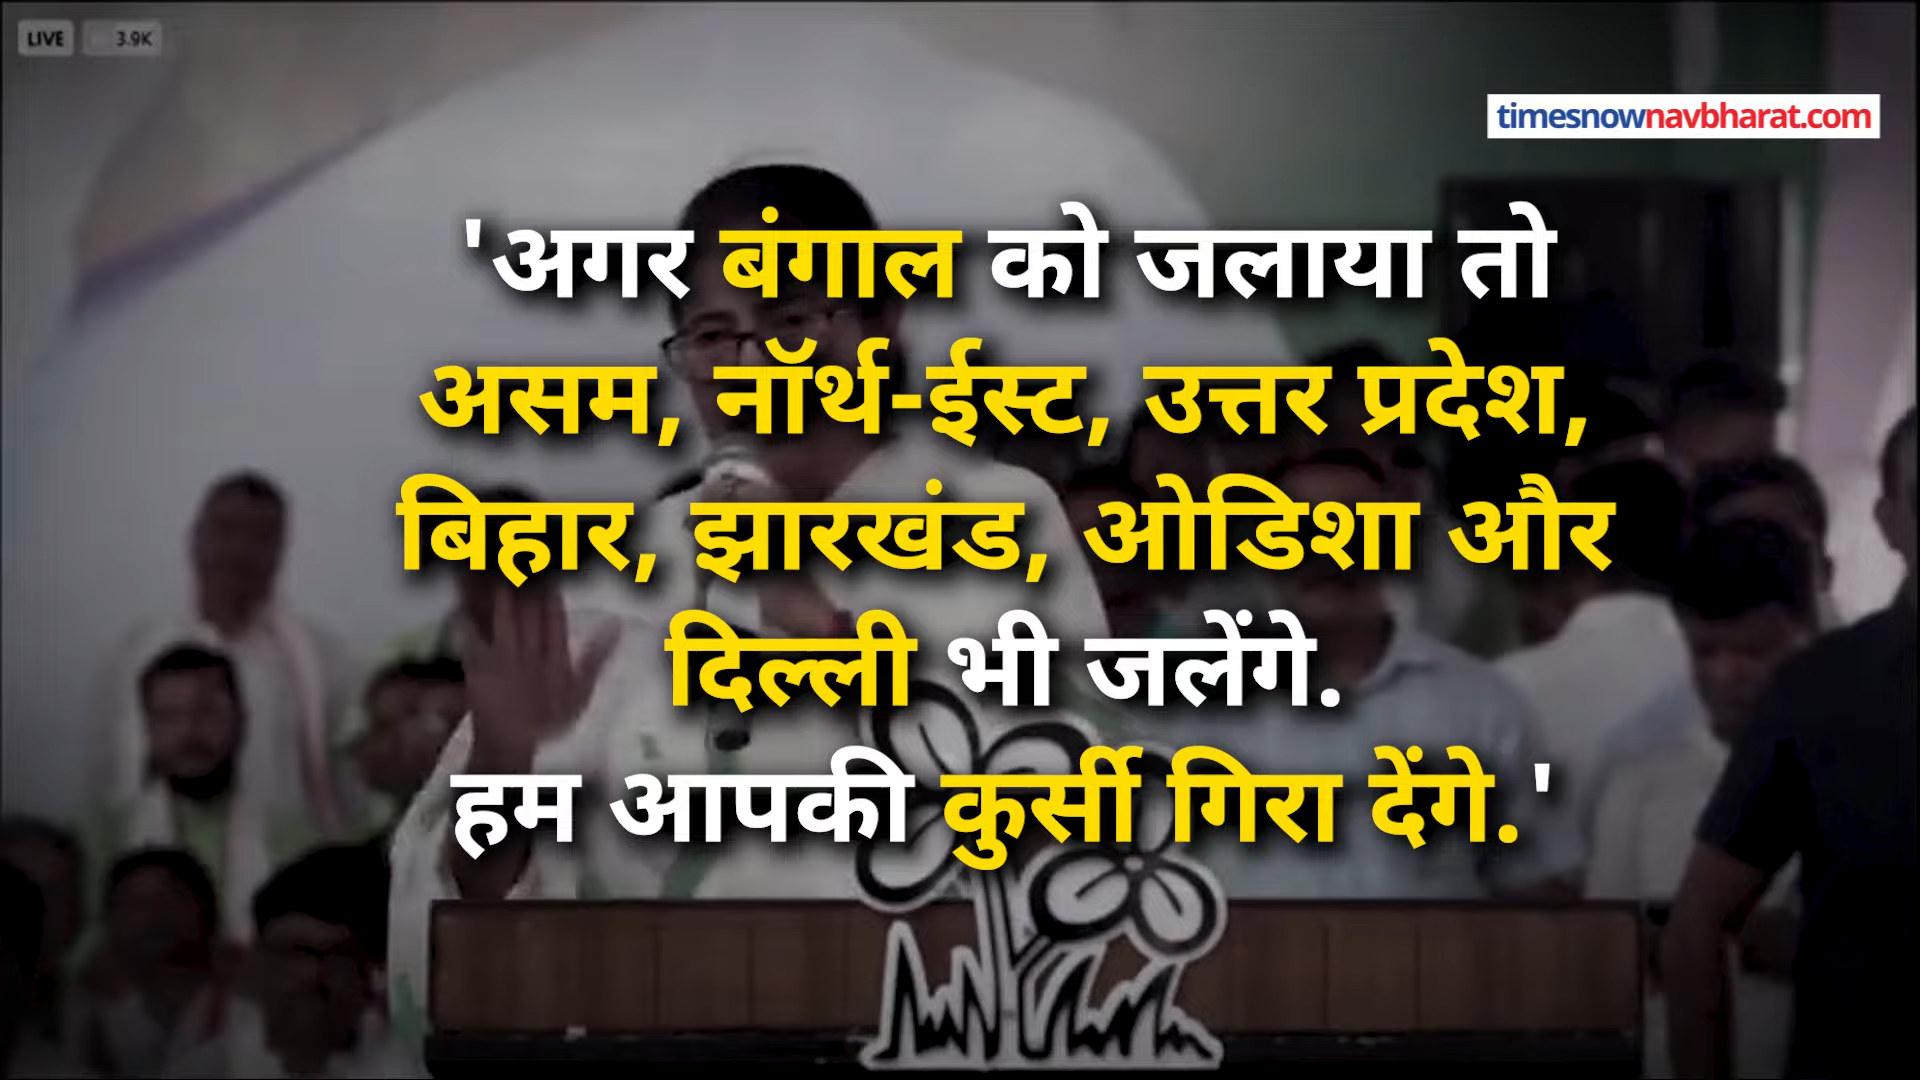 LIVE 3.9K
timesnownavbharat.com
'अगर बंगाल को जलाया तो
असम, नॉर्थ-ईस्ट, उत्तर प्रदेश,
बिहार, झारखंड, ओडिशा और
दिल्ली भी जलेंगे.
हम आपकी कुर्सी गिरा देंगे.'